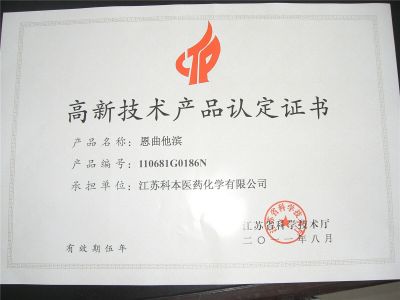 高新技术产品认定证书
产品名称：恩曲他滨
产品编号：110681G0186N
承担单位：江苏科本医药化学有限公司
江苏省科学技术厅
二〇一一年八月
有效期伍年